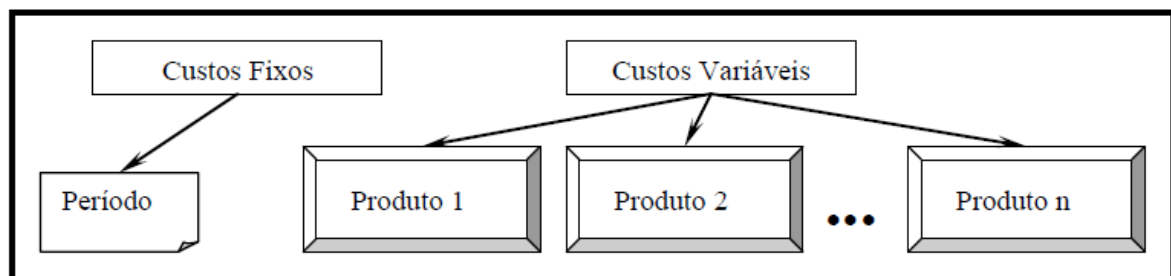 Custos Fixos
Custos Variáveis
Período
Produto 1
Produto 2
Produto n